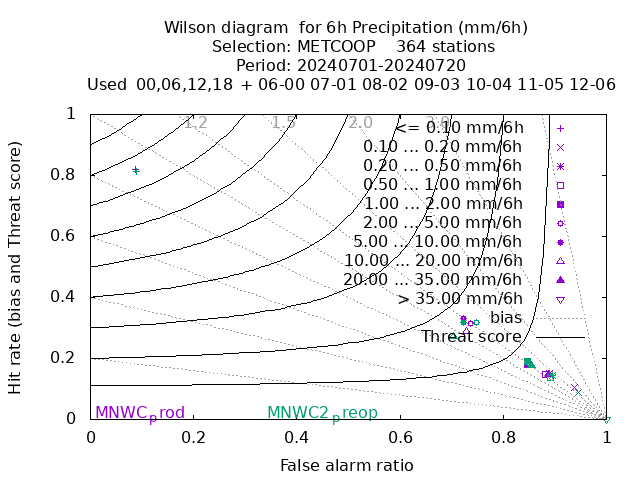 Wilson diagram  for 6h Precipitation (mm/6h)
Selection: METCOOP    364 stations
Period: 20240701-20240720
Used  00,06,12,18  + 06-00 07-01 08-02 09-03 10-04 11-05 12-06
Hit rate (bias and Threat score)
1
0.8
0.6
0.4
0.2
0
1.2
1.5
2.0
3.0
<= 0.10 mm/6h
0.10 ... 0.20 mm/6h
0.20 ... 0.50 mm/6h
0.50 ... 1.00 mm/6h
1.00 ... 2.00 mm/6h
2.00 ... 5.00 mm/6h
5.00 ... 10.00 mm/6h
10.00 ... 20.00 mm/6h
20.00 ... 35.00 mm/6h
> 35.00 mm/6h
bias
Threat score
MNWCprod
MNWC2preop
0
0.2
0.4
0.6
0.8
1
False alarm ratio